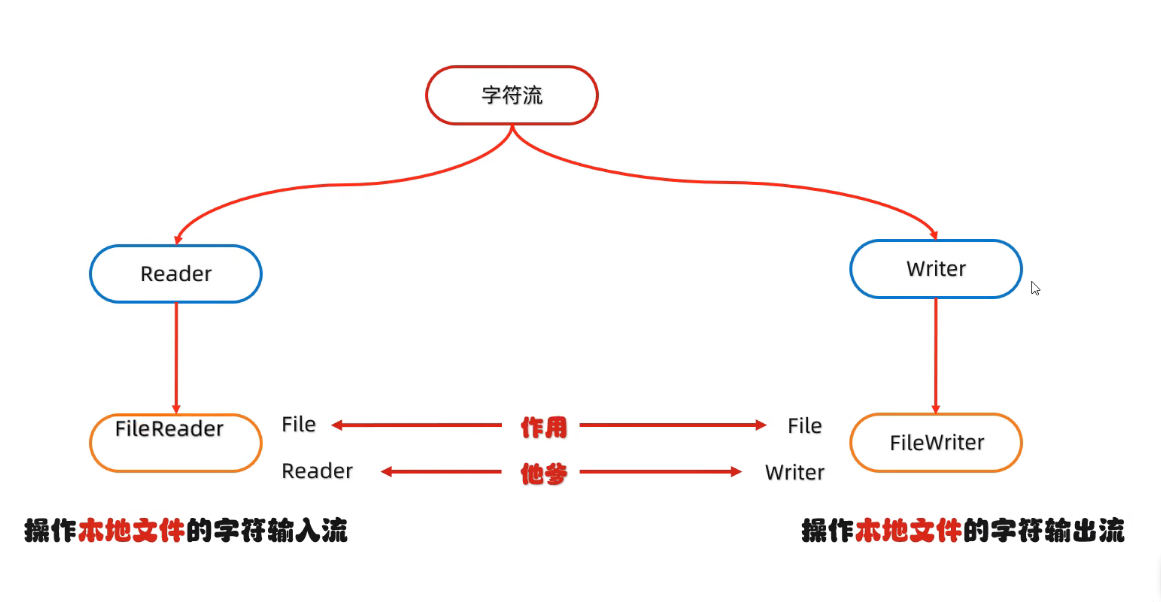 字符流
Reader
Writer
FileReader
File
作用
File
FileWriter
Reader
他爹
Writer
操作本地文件的字符输入流
操作本地文件的字符输出流